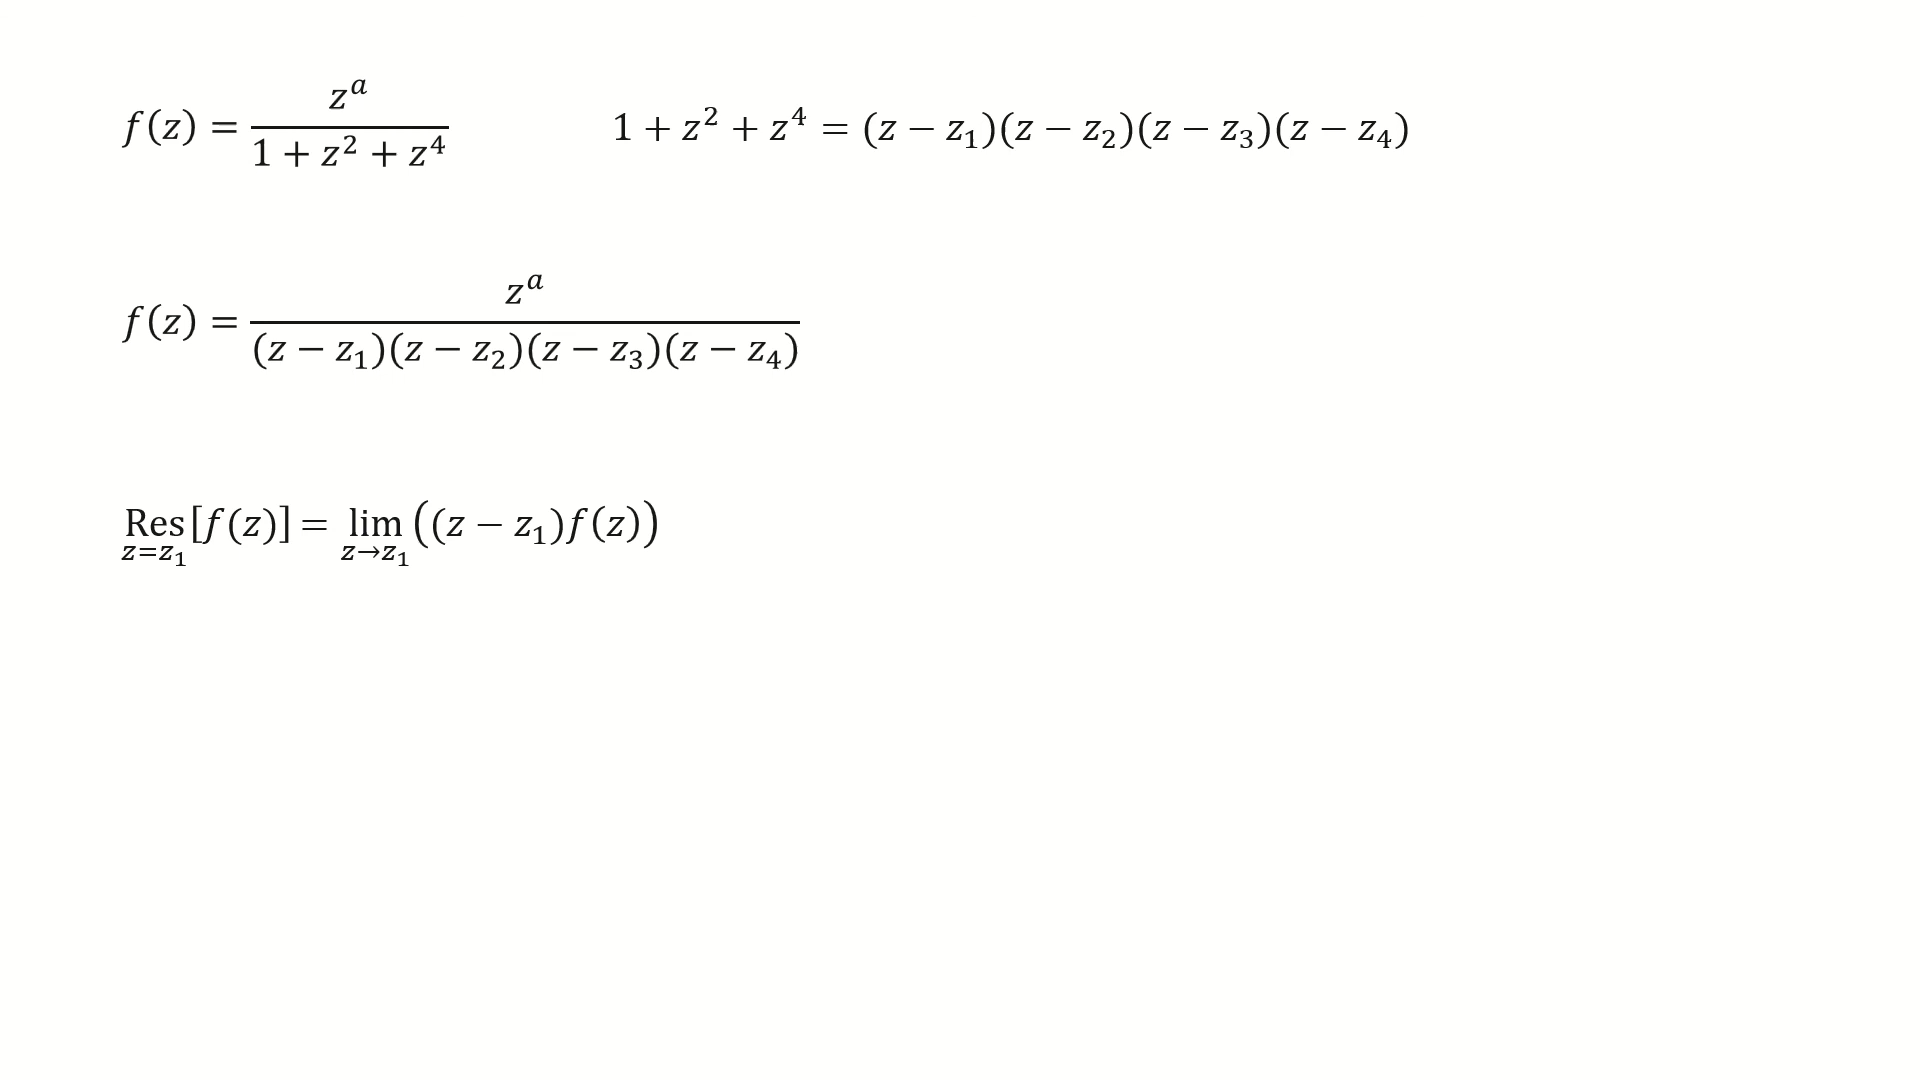 f(z) = z^a / (1 + z^2 + z^4)    1 + z^2 + z^4 = (z − z_1)(z − z_2)(z − z_3)(z − z_4)
f(z) = z^a / ((z − z_1)(z − z_2)(z − z_3)(z − z_4))
Res_{z=z_1} [f(z)] = lim_{z→z_1} ((z − z_1)f(z))